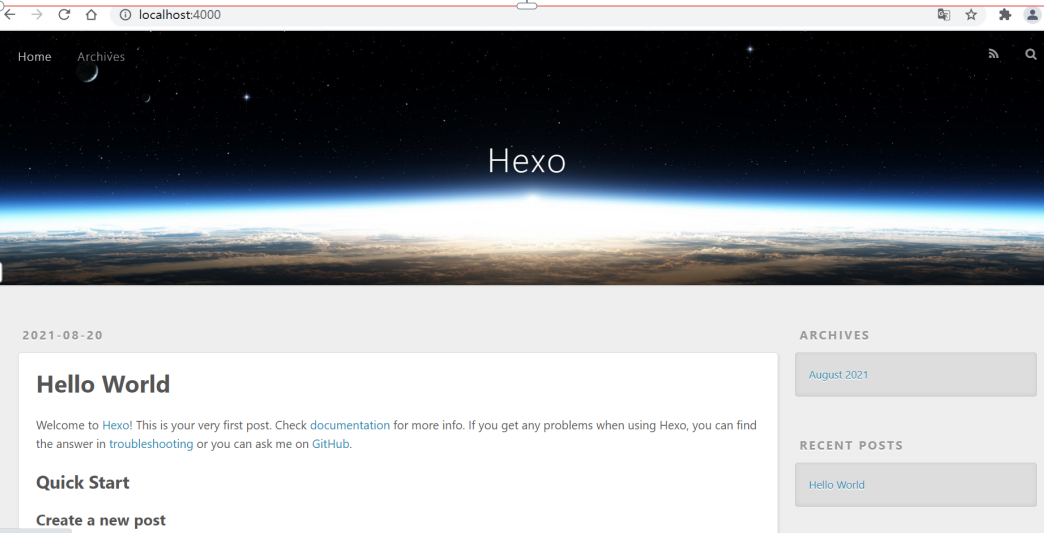 localhost:4000
Home Archives
Hexo
2021-08-20
Hello World
Welcome to Hexo! This is your very first post. Check documentation for more info. If you get any problems when using Hexo, you can find
the answer in troubleshooting or you can ask me on GitHub.
Quick Start
Create a new post
ARCHIVES
August 2021
RECENT POSTS
Hello World